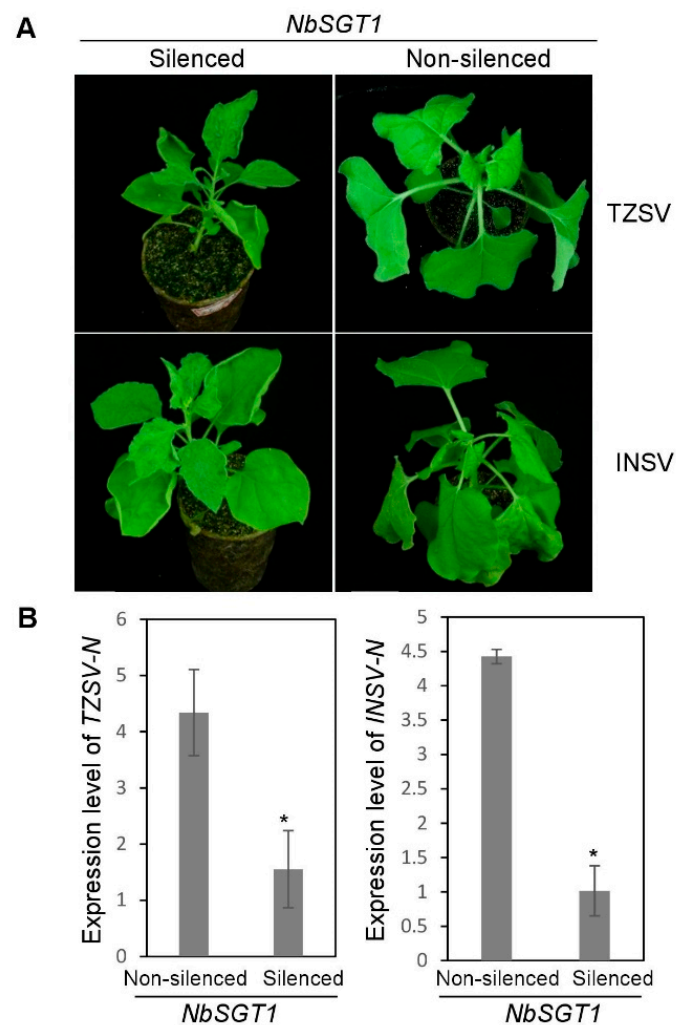 A
NbSGT1
Silenced Non-silenced
TZSV
INSV
B
Expression level of TZSV-N
6
5
4
3
2
1
0
*
Non-silenced Silenced
NbSGT1
Expression level of INSV-N
5
4.5
4
3.5
3
2.5
2
1.5
1
0.5
0
*
Non-silenced Silenced
NbSGT1